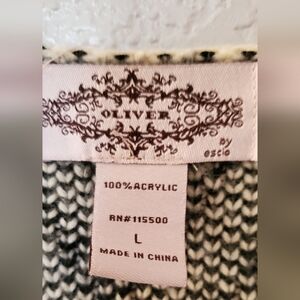 OLIVER
by
escio
100% ACRYLIC
RN#115500
L
MADE IN CHINA